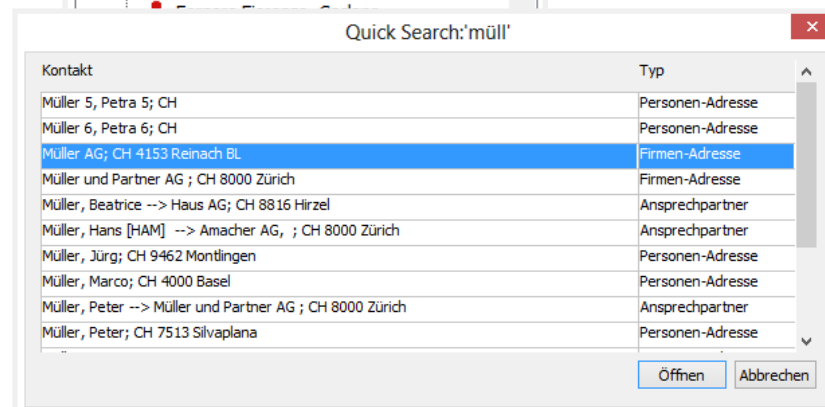 Quick Search:'müll'
Kontakt Typ
Müller 5, Petra 5; CH Personen-Adresse
Müller 6, Petra 6; CH Personen-Adresse
Müller AG; CH 4153 Reinach BL Firmen-Adresse
Müller und Partner AG ; CH 8000 Zürich Firmen-Adresse
Müller, Beatrice --> Haus AG; CH 8816 Hirzel Ansprechpartner
Müller, Hans [HAM] --> Amacher AG, ; CH 8000 Zürich Ansprechpartner
Müller, Jürg; CH 9462 Montlingen Personen-Adresse
Müller, Marco; CH 4000 Basel Personen-Adresse
Müller, Peter --> Müller und Partner AG ; CH 8000 Zürich Ansprechpartner
Müller, Peter; CH 7513 Silvaplana Personen-Adresse
Öffnen Abbrechen